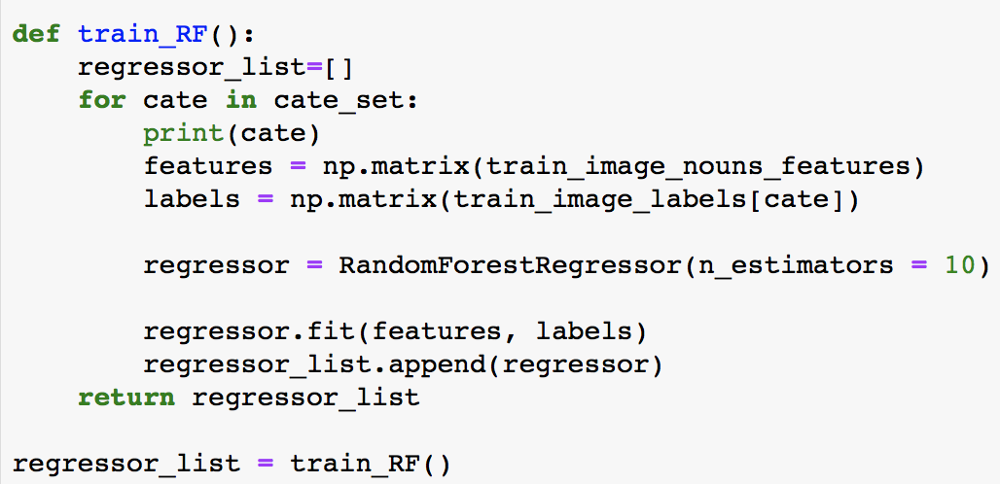 def train_RF():
    regressor_list=[]
    for cate in cate_set:
        print(cate)
        features = np.matrix(train_image_nouns_features)
        labels = np.matrix(train_image_labels[cate])
        regressor = RandomForestRegressor(n_estimators = 10)
        regressor.fit(features, labels)
        regressor_list.append(regressor)
    return regressor_list
regressor_list = train_RF()